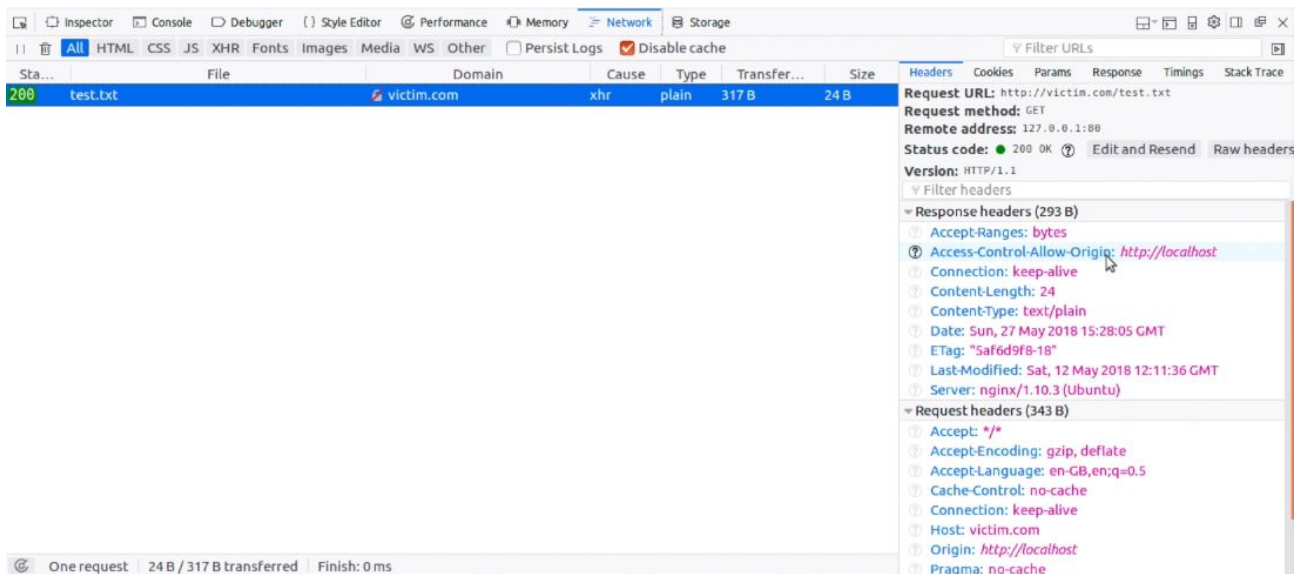 Inspector Console Debugger {} Style Editor Performance Memory Network Storage
All HTML CSS JS XHR Fonts Images Media WS Other Persist Logs Disable cache Filter URLs
Sta... File Domain Cause Type Transfer... Size
200 test.txt victim.com xhr plain 317 B 24 B
Headers Cookies Params Response Timings Stack Trace
Request URL: http://victim.com/test.txt
Request method: GET
Remote address: 127.0.0.1:80
Status code: 200 OK Edit and Resend Raw headers
Version: HTTP/1.1
Filter headers
Response headers (293 B)
Accept-Ranges: bytes
Access-Control-Allow-Origin: http://localhost
Connection: keep-alive
Content-Length: 24
Content-Type: text/plain
Date: Sun, 27 May 2018 15:28:05 GMT
ETag: "5af6d9f8-18"
Last-Modified: Sat, 12 May 2018 12:11:36 GMT
Server: nginx/1.10.3 (Ubuntu)
Request headers (343 B)
Accept: */*
Accept-Encoding: gzip, deflate
Accept-Language: en-GB,en;q=0.5
Cache-Control: no-cache
Connection: keep-alive
Host: victim.com
Origin: http://localhost
Pragma: no-cache
One request 24 B / 317 B transferred Finish: 0 ms